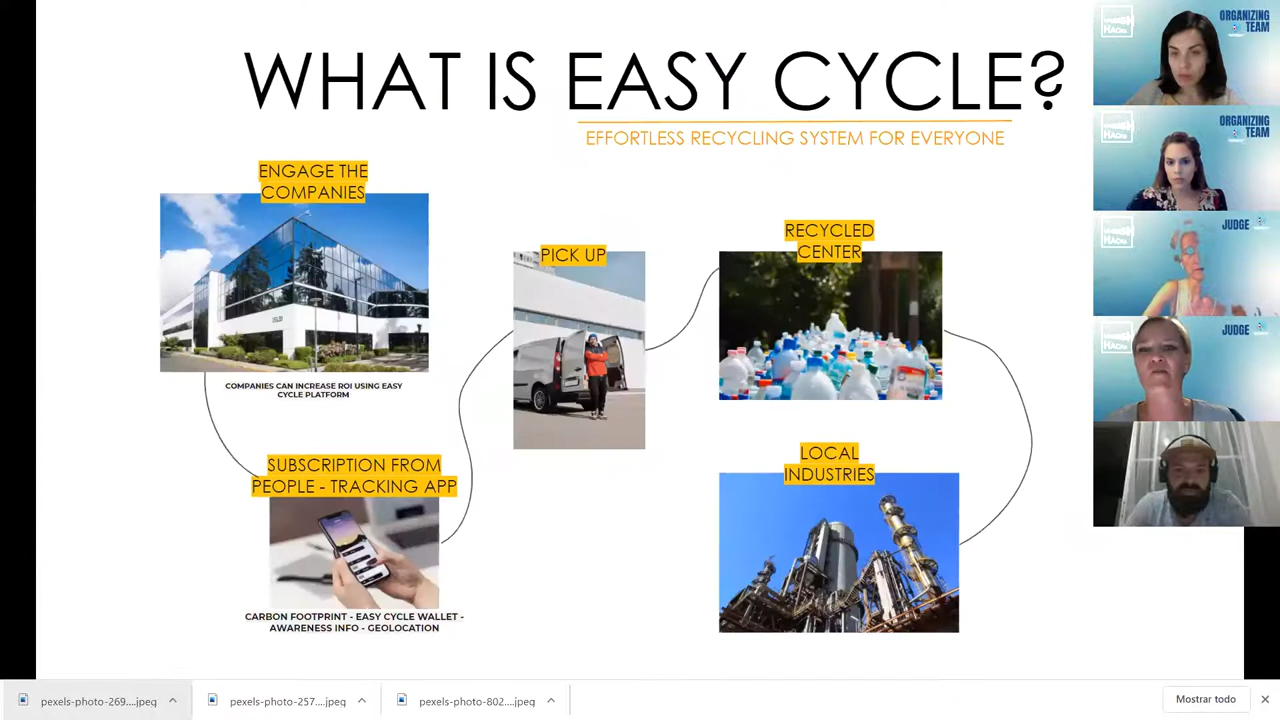 WHAT IS EASY CYCLE?
EFFORTLESS RECYCLING SYSTEM FOR EVERYONE
ENGAGE THE
COMPANIES
COMPANIES CAN INCREASE ROI USING EASY
CYCLE PLATFORM
SUBSCRIPTION FROM
PEOPLE - TRACKING APP
CARBON FOOTPRINT - EASY CYCLE WALLET -
AWARENESS INFO - GEOLOCATION
PICK UP
RECYCLED
CENTER
LOCAL
INDUSTRIES
ORGANIZING
TEAM
ORGANIZING
TEAM
JUDGE
JUDGE
pexels-photo-269....jpeg
pexels-photo-257....jpeg
pexels-photo-802....jpeg
Mostrar todo